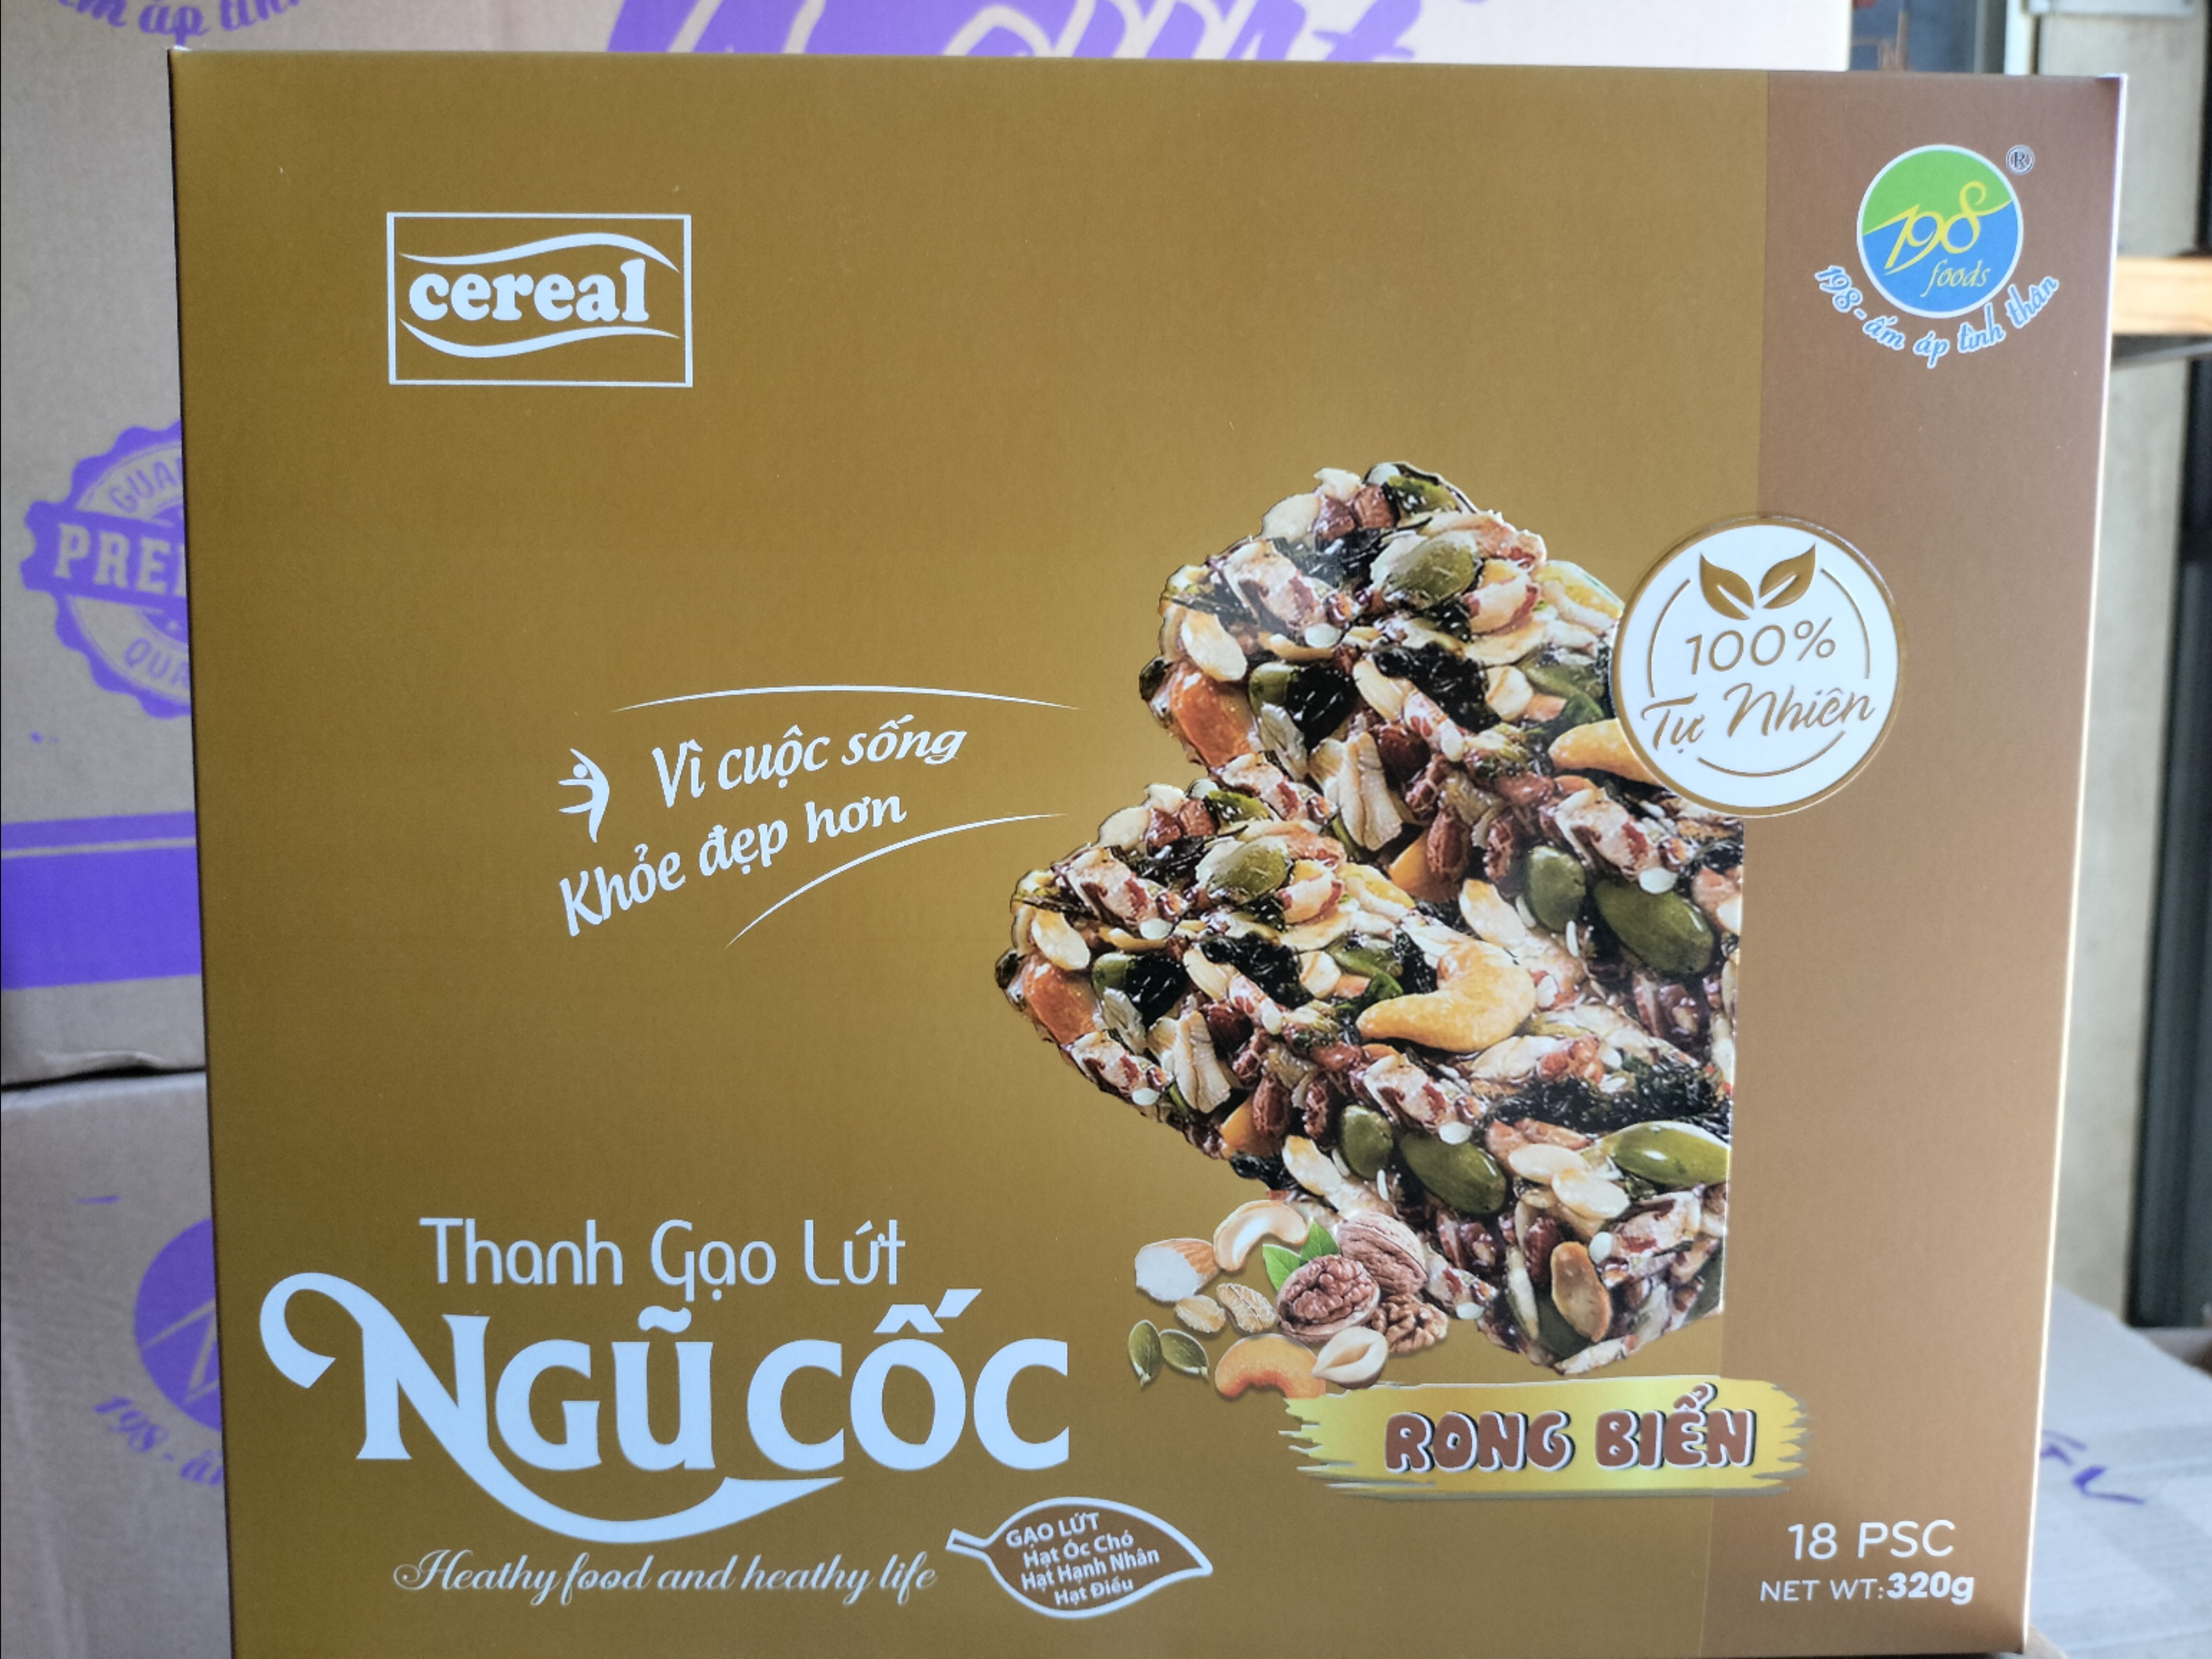 cereal
198
foods
®
198 - ấm áp tình thân
100%
Tự Nhiên
Vì cuộc sống
Khỏe đẹp hơn
Thanh Gạo Lứt
NGŨ CỐC
Heathy food and heathy life
GẠO LỨT
Hạt Óc Chó
Hạt Hạnh Nhân
Hạt Điều
RONG BIỂN
18 PSC
NET WT:320g
198 -